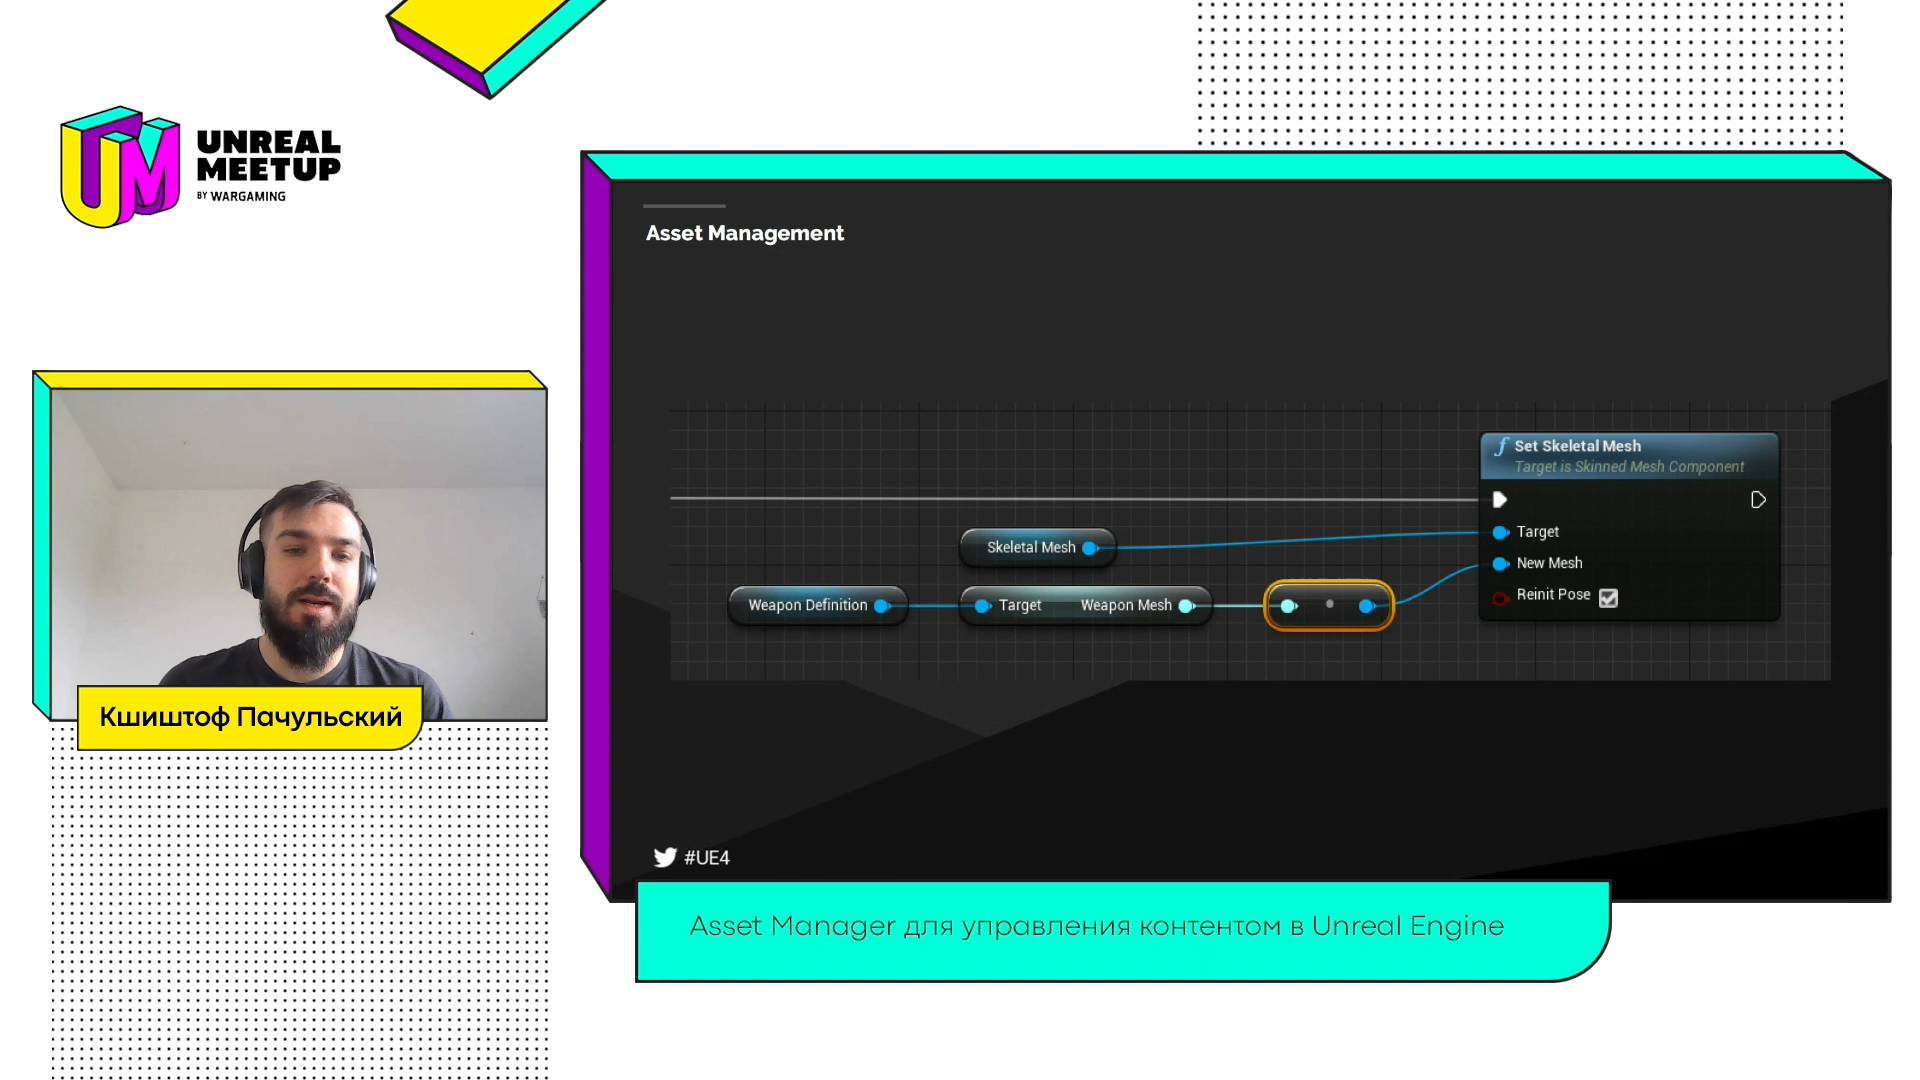 UNREAL
MEETUP
BY WARGAMING
Asset Management
Set Skeletal Mesh
Target is Skinned Mesh Component
Skeletal Mesh
Target
New Mesh
Weapon Definition
Target Weapon Mesh
Reinit Pose
Кшиштоф Пачульский
#UE4
Asset Manager для управления контентом в Unreal Engine